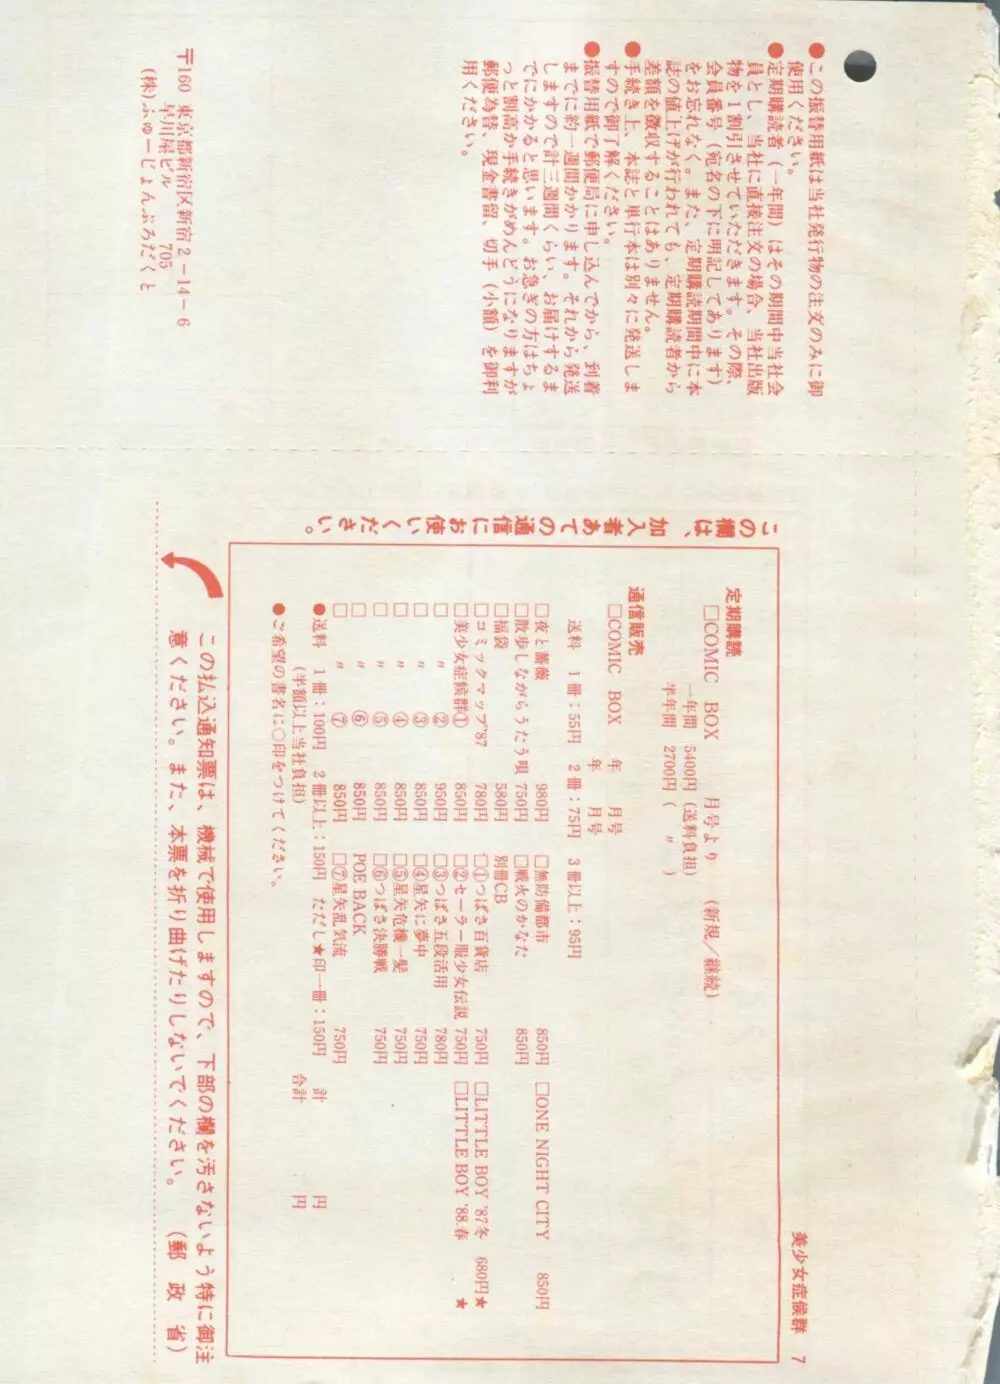 ●この振替用紙は当社発行物の注文のみに御
使用ください。
●定期購読者（一年間）はその期間中当社会
員とし、当社に直接注文の場合、当社出版
物を１割引させていただきます。その際、
会員番号（宛名の下に明記してあります）
をお忘れなく。また、定期購読期間中に本
誌の値上げが行われても、定期購読者から
差額を徴収することはありません。
●手続き上、本誌と単行本は別々に発送しま
すので御了解ください。
●振替用紙で郵便局に申し込んでから、到着
までに約一週間かかります。それから発送
しますので計三週間くらい、お届けするま
でにかかると思います。お急ぎの方はちょ
っと割高か手続きがめんどうになりますが
郵便為替、現金書留、切手（小額）を御利
用ください。
〒160 東京都新宿区新宿２－14－6
早川屋ビル 705
（株）ふゅーじょんぷろだくと
美少女症候群 7
この欄は、加入者あての通信にお使いください。
定期購読
□COMIC BOX 月号より （新規／継続）
一年間 5400円（送料負担）
半年間 2700円（ 〃 ）
通信販売
□COMIC BOX 年 月号
年 月号
送料 1冊：55円 2冊：75円 3冊以上：95円
□夜と薔薇 980円 □無防備都市 850円 □ONE NIGHT CITY 850円
□散歩しながらうたう唄 750円 □戦火のかなた 850円
□福袋 580円 別冊CB
□コミックマップ'87 780円 □①つばさ百貨店 750円 □LITTLE BOY '87冬 680円★
□美少女症候群① 850円 □②セーラー服少女伝説 750円 □LITTLE BOY '88春 ★
□ 〃 ② 950円 □③つばさ五段活用 780円
□ 〃 ③ 850円 □④星矢に夢中 750円
□ 〃 ④ 850円 □⑤星矢危機一髪 750円
□ 〃 ⑤ 850円 □⑥つばさ決勝戦 750円
□ 〃 ⑥ 850円 POE BACK
□ 〃 ⑦ 850円 □⑦星矢乱気流 750円
●送料 1冊：100円 2冊以上：150円 ただし★印一冊：150円 計 円
（半額以上当社負担） 合計 円
●ご希望の書名に○印をつけてください。
この払込通知票は、機械で使用しますので、下部の欄を汚さないよう特に御注
意ください。また、本票を折り曲げたりしないでください。（郵政省）